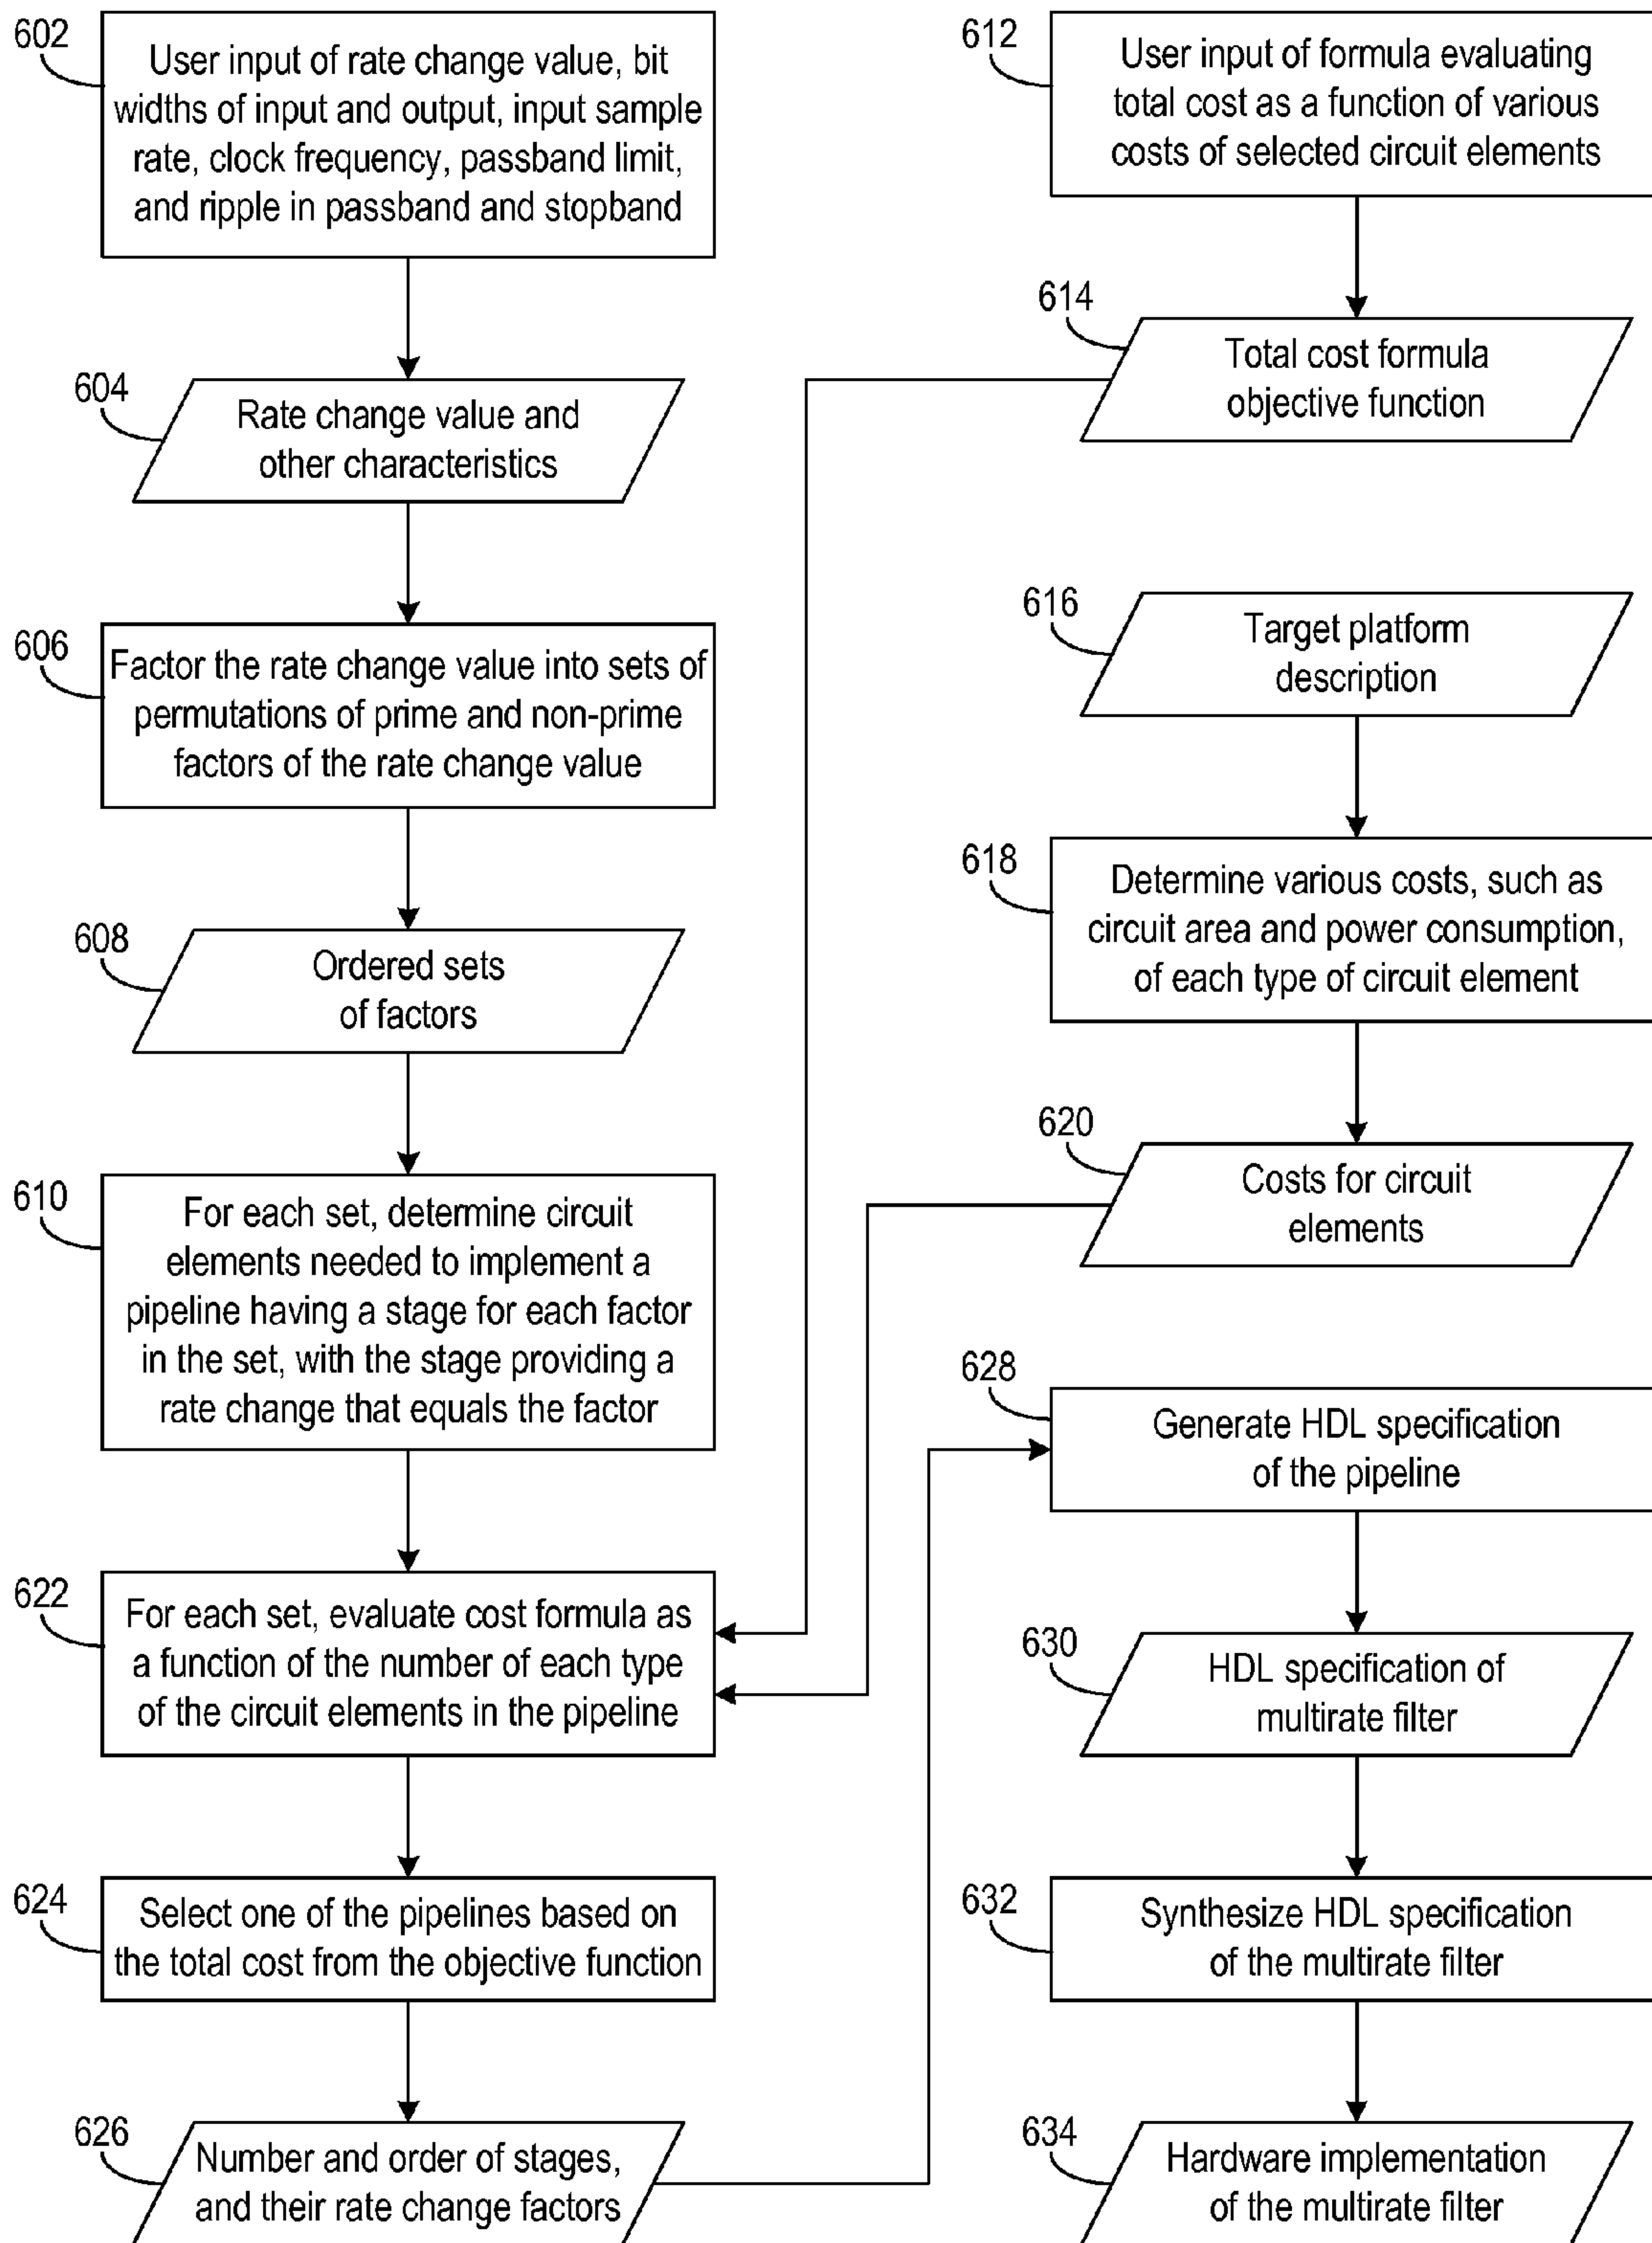 602
User input of rate change value, bit
widths of input and output, input sample
rate, clock frequency, passband limit,
and ripple in passband and stopband
604
Rate change value and
other characteristics
606
Factor the rate change value into sets of
permutations of prime and non-prime
factors of the rate change value
608
Ordered sets
of factors
610
For each set, determine circuit
elements needed to implement a
pipeline having a stage for each factor
in the set, with the stage providing a
rate change that equals the factor
612
User input of formula evaluating
total cost as a function of various
costs of selected circuit elements
614
Total cost formula
objective function
616
Target platform
description
618
Determine various costs, such as
circuit area and power consumption,
of each type of circuit element
620
Costs for circuit
elements
622
For each set, evaluate cost formula as
a function of the number of each type
of the circuit elements in the pipeline
624
Select one of the pipelines based on
the total cost from the objective function
626
Number and order of stages,
and their rate change factors
628
Generate HDL specification
of the pipeline
630
HDL specification of
multirate filter
632
Synthesize HDL specification
of the multirate filter
634
Hardware implementation
of the multirate filter